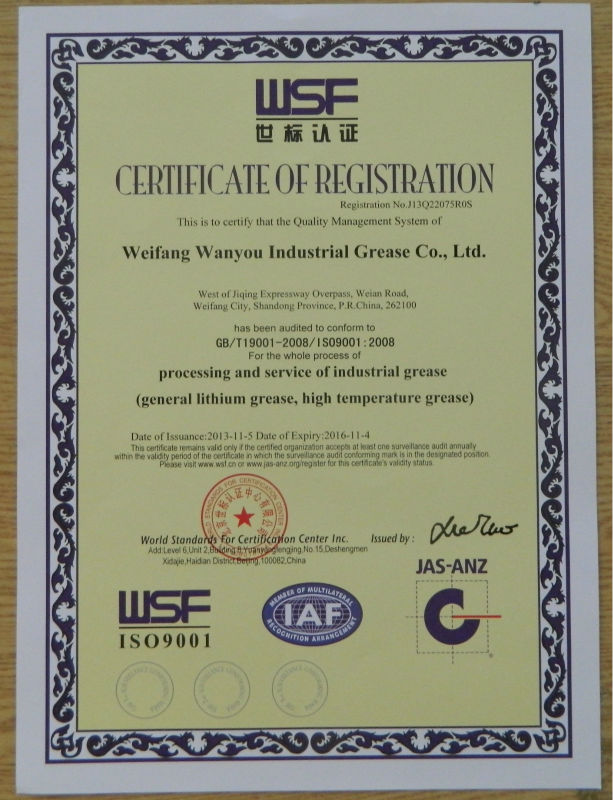 WSF
世标认证
CERTIFICATE OF REGISTRATION
Registration No.J13Q22075R0S
This is to certify that the Quality Management System of
Weifang Wanyou Industrial Grease Co., Ltd.
West of Jiqing Expressway Overpass, Weian Road,
Weifang City, Shandong Province, P.R.China, 262100
has been audited to conform to
GB/T19001-2008/ISO9001:2008
For the whole process of
processing and service of industrial grease
(general lithium grease, high temperature grease)
Date of Issuance:2013-11-5 Date of Expiry:2016-11-4
This certificate remains valid only if the certified organization accepts at least one surveillance audit annually
within the validity period of the certificate in which the surveillance audit conforming mark is in the designated position.
Please visit www.wsf.cn or www.jas-anz.org/register for this certificate's validity status.
World Standards For Certification Center Inc.
Issued by :
Add:Level 6,Unit 2,Building 8,Yuanyinglengjing,No.15,Deshengmen
Xidajie,Haidian District,Beijing,100082,China
JAS-ANZ
WSF
ISO9001
MEMBER OF MULTILATERAL
IAF
RECOGNITION ARRANGEMENT